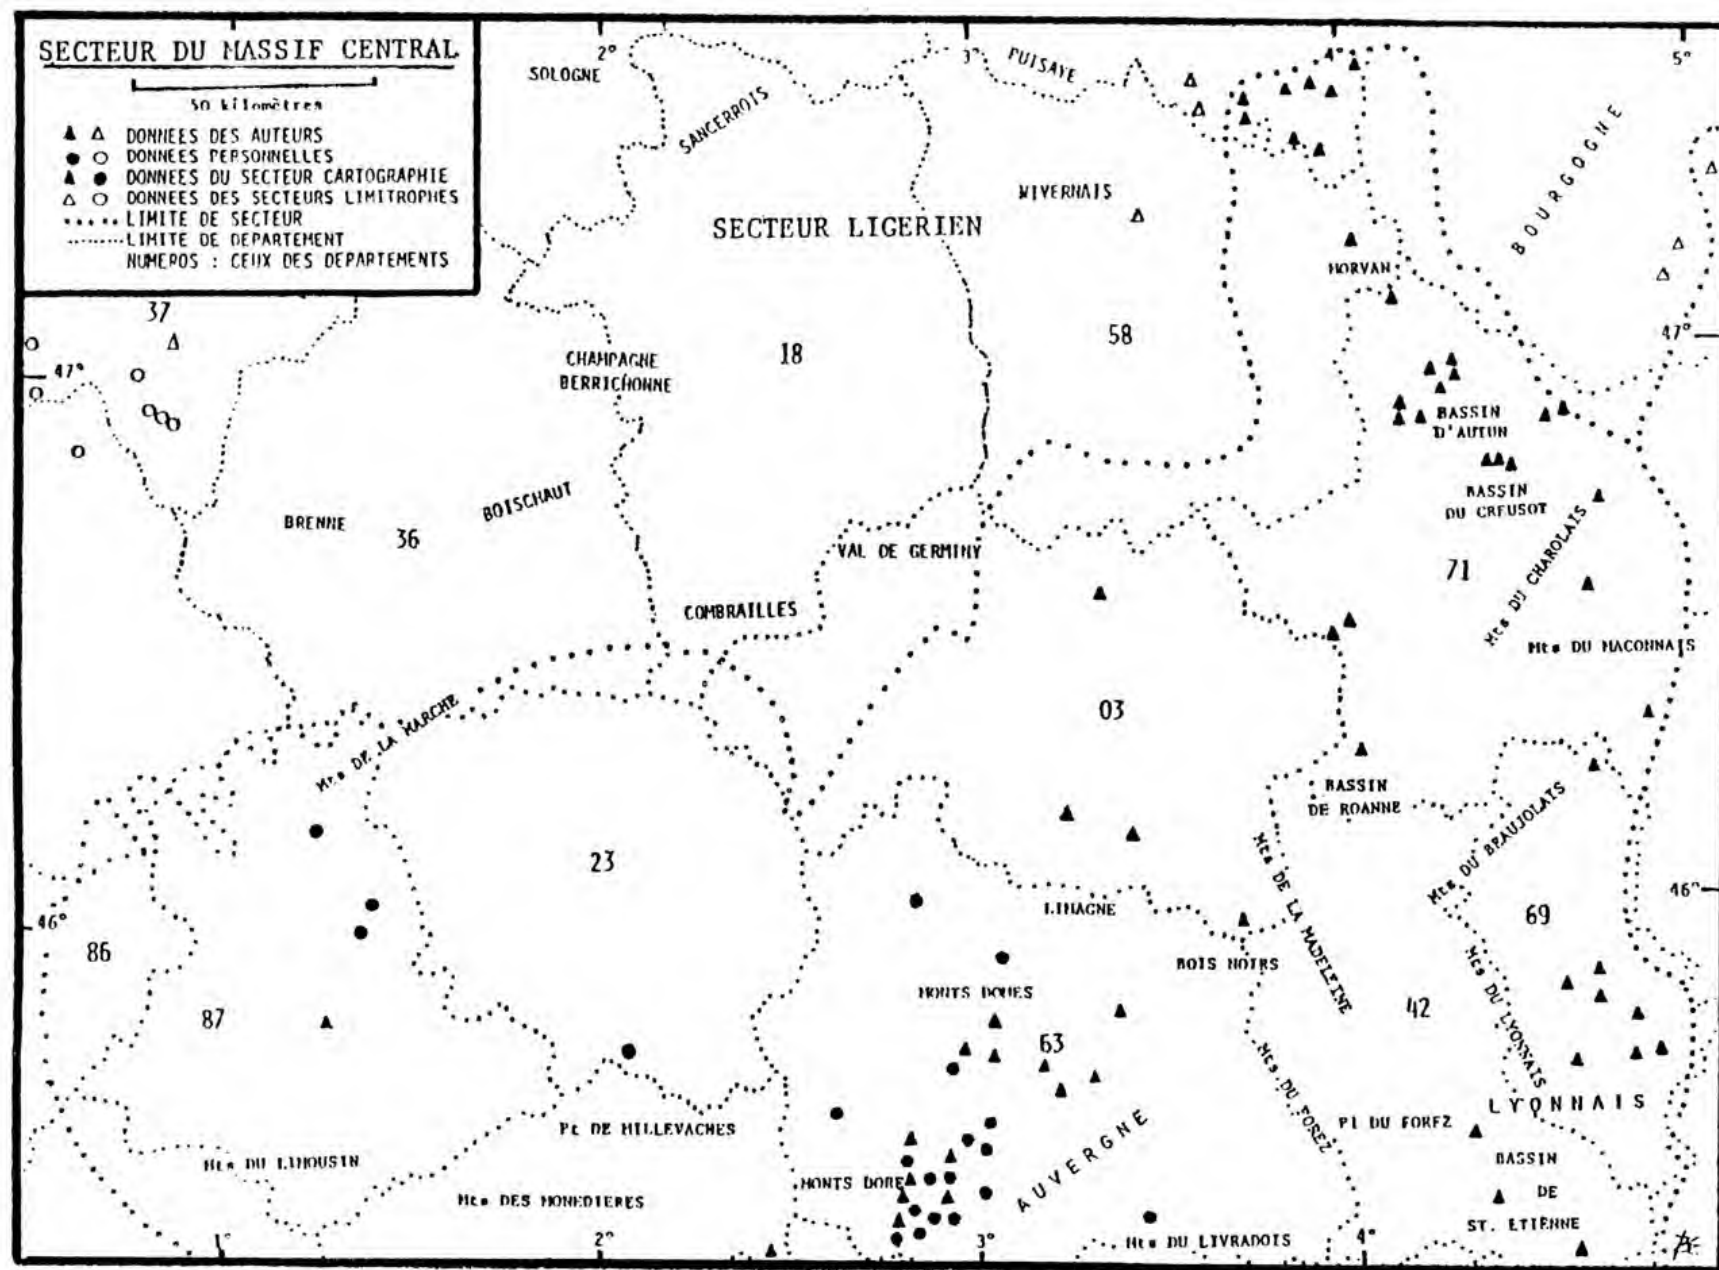 SECTEUR DU MASSIF CENTRAL
50 kilomètres
DONNEES DES AUTEURS
DONNEES PERSONNELLES
DONNEES DU SECTEUR CARTOGRAPHIE
DONNEES DES SECTEURS LIMITROPHES
LIMITE DE SECTEUR
LIMITE DE DEPARTEMENT
NUMEROS : CEUX DES DEPARTEMENTS
2°
3°
4°
5°
SOLOGNE
PUISAYE
SANCERROIS
BOURGOGNE
NIVERNAIS
SECTEUR LIGERIEN
MORVAN
37
58
47°
18
CHAMPAGNE
BERRICHONNE
47°
BASSIN
D'AUTUN
BASSIN
DU CREUSOT
BOISCHAUT
BRENNE
36
VAL DE GERMINY
71
Mts DU CHAROLAIS
COMBRAILLES
Mts DU MACONNAIS
03
Mts DE LA MARCHE
BASSIN
DE ROANNE
Mts DU BEAUJOLAIS
23
Mts DE LA MADELEINE
46°
LIMAGNE
69
46°
86
BOIS NOIRS
Mts DU LYONNAIS
MONTS DOMES
42
87
63
Mts DU FOREZ
LYONNAIS
Pt DE MILLEVACHES
Pl DU FOREZ
AUVERGNE
Mts DU LIMOUSIN
BASSIN
DE
ST. ETIENNE
MONTS DORE
Mts DES MONEDIERES
Mts DU LIVRADOIS
1°
2°
3°
4°